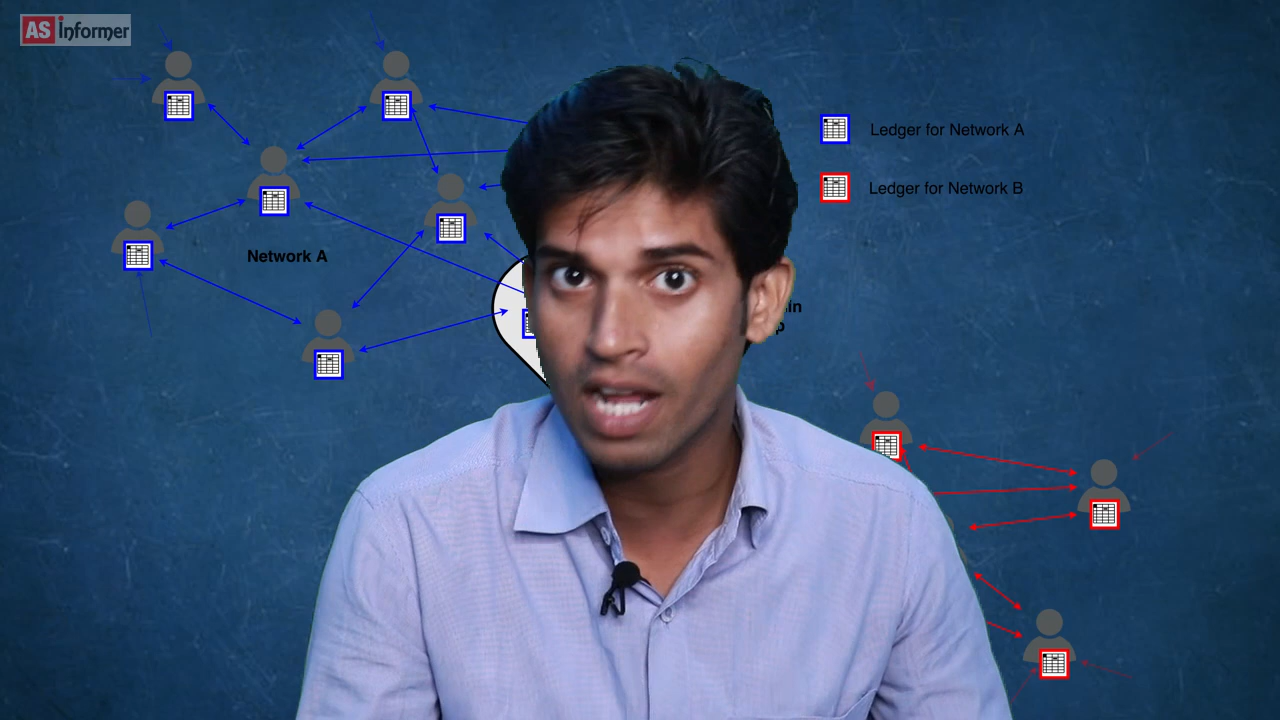 AS informer
Ledger for Network A
Ledger for Network B
Network A